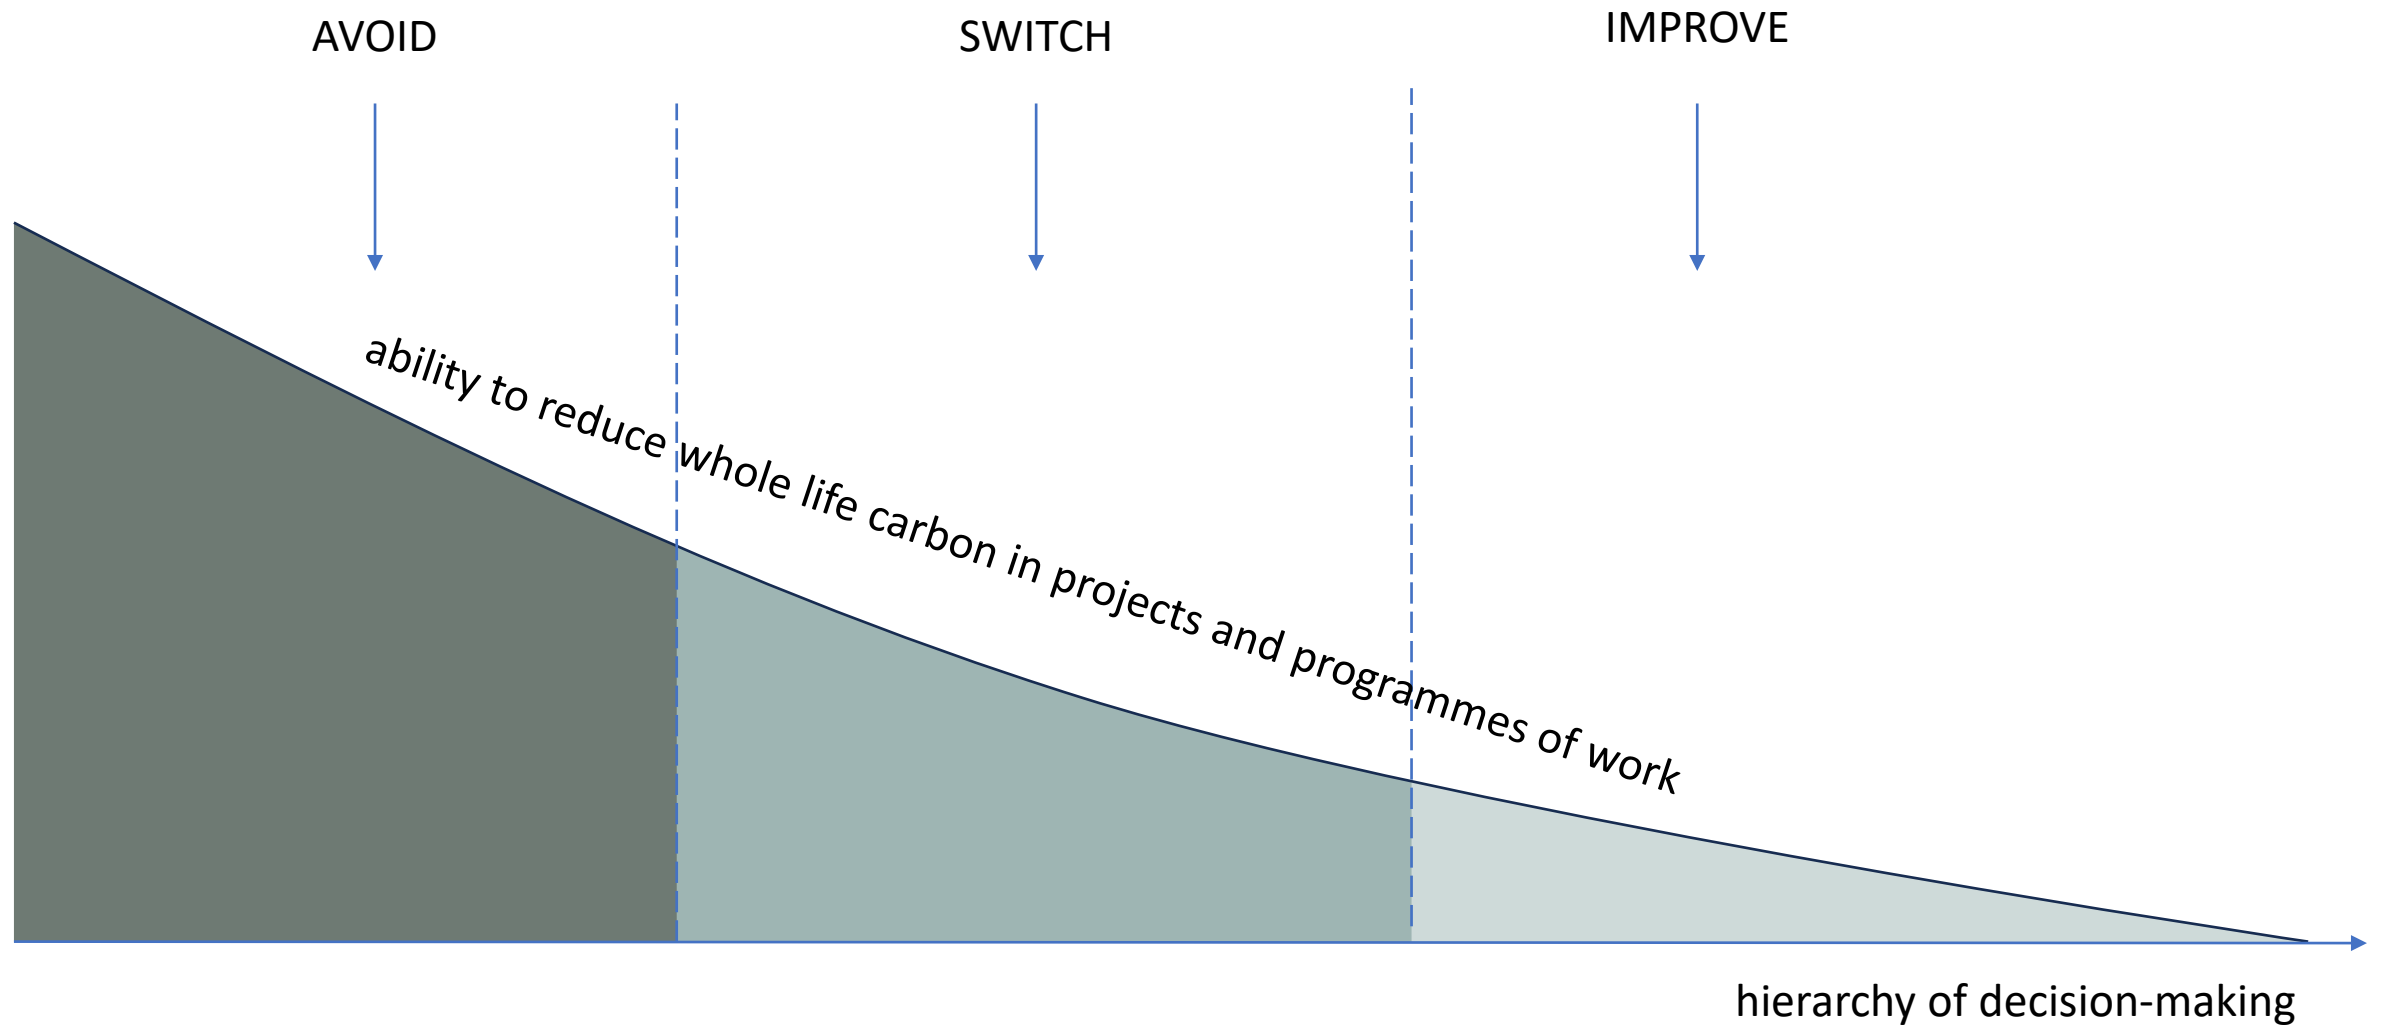 AVOID
SWITCH
IMPROVE
ability to reduce whole life carbon in projects and programmes of work
hierarchy of decision-making